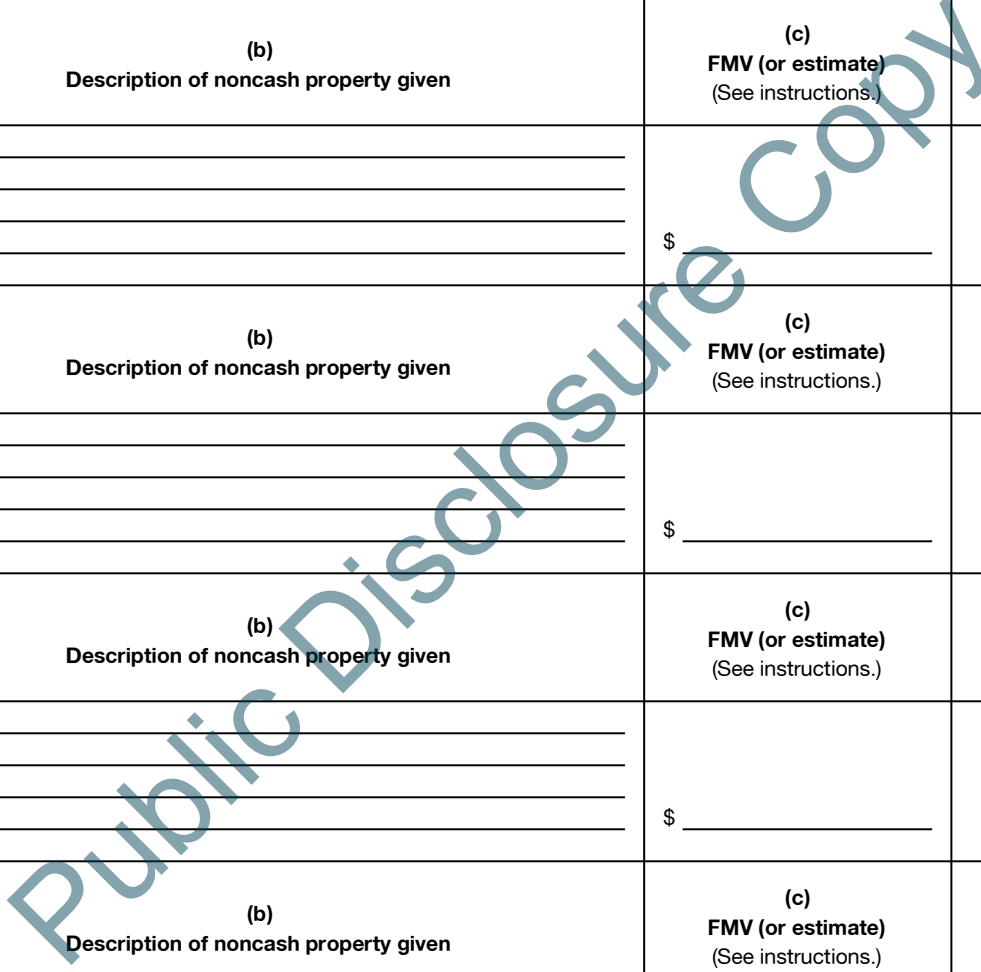 (b)
Description of noncash property given
(c)
FMV (or estimate)
(See instructions.)
$
(b)
Description of noncash property given
(c)
FMV (or estimate)
(See instructions.)
$
(b)
Description of noncash property given
(c)
FMV (or estimate)
(See instructions.)
$
(b)
Description of noncash property given
(c)
FMV (or estimate)
(See instructions.)
Public Disclosure Copy